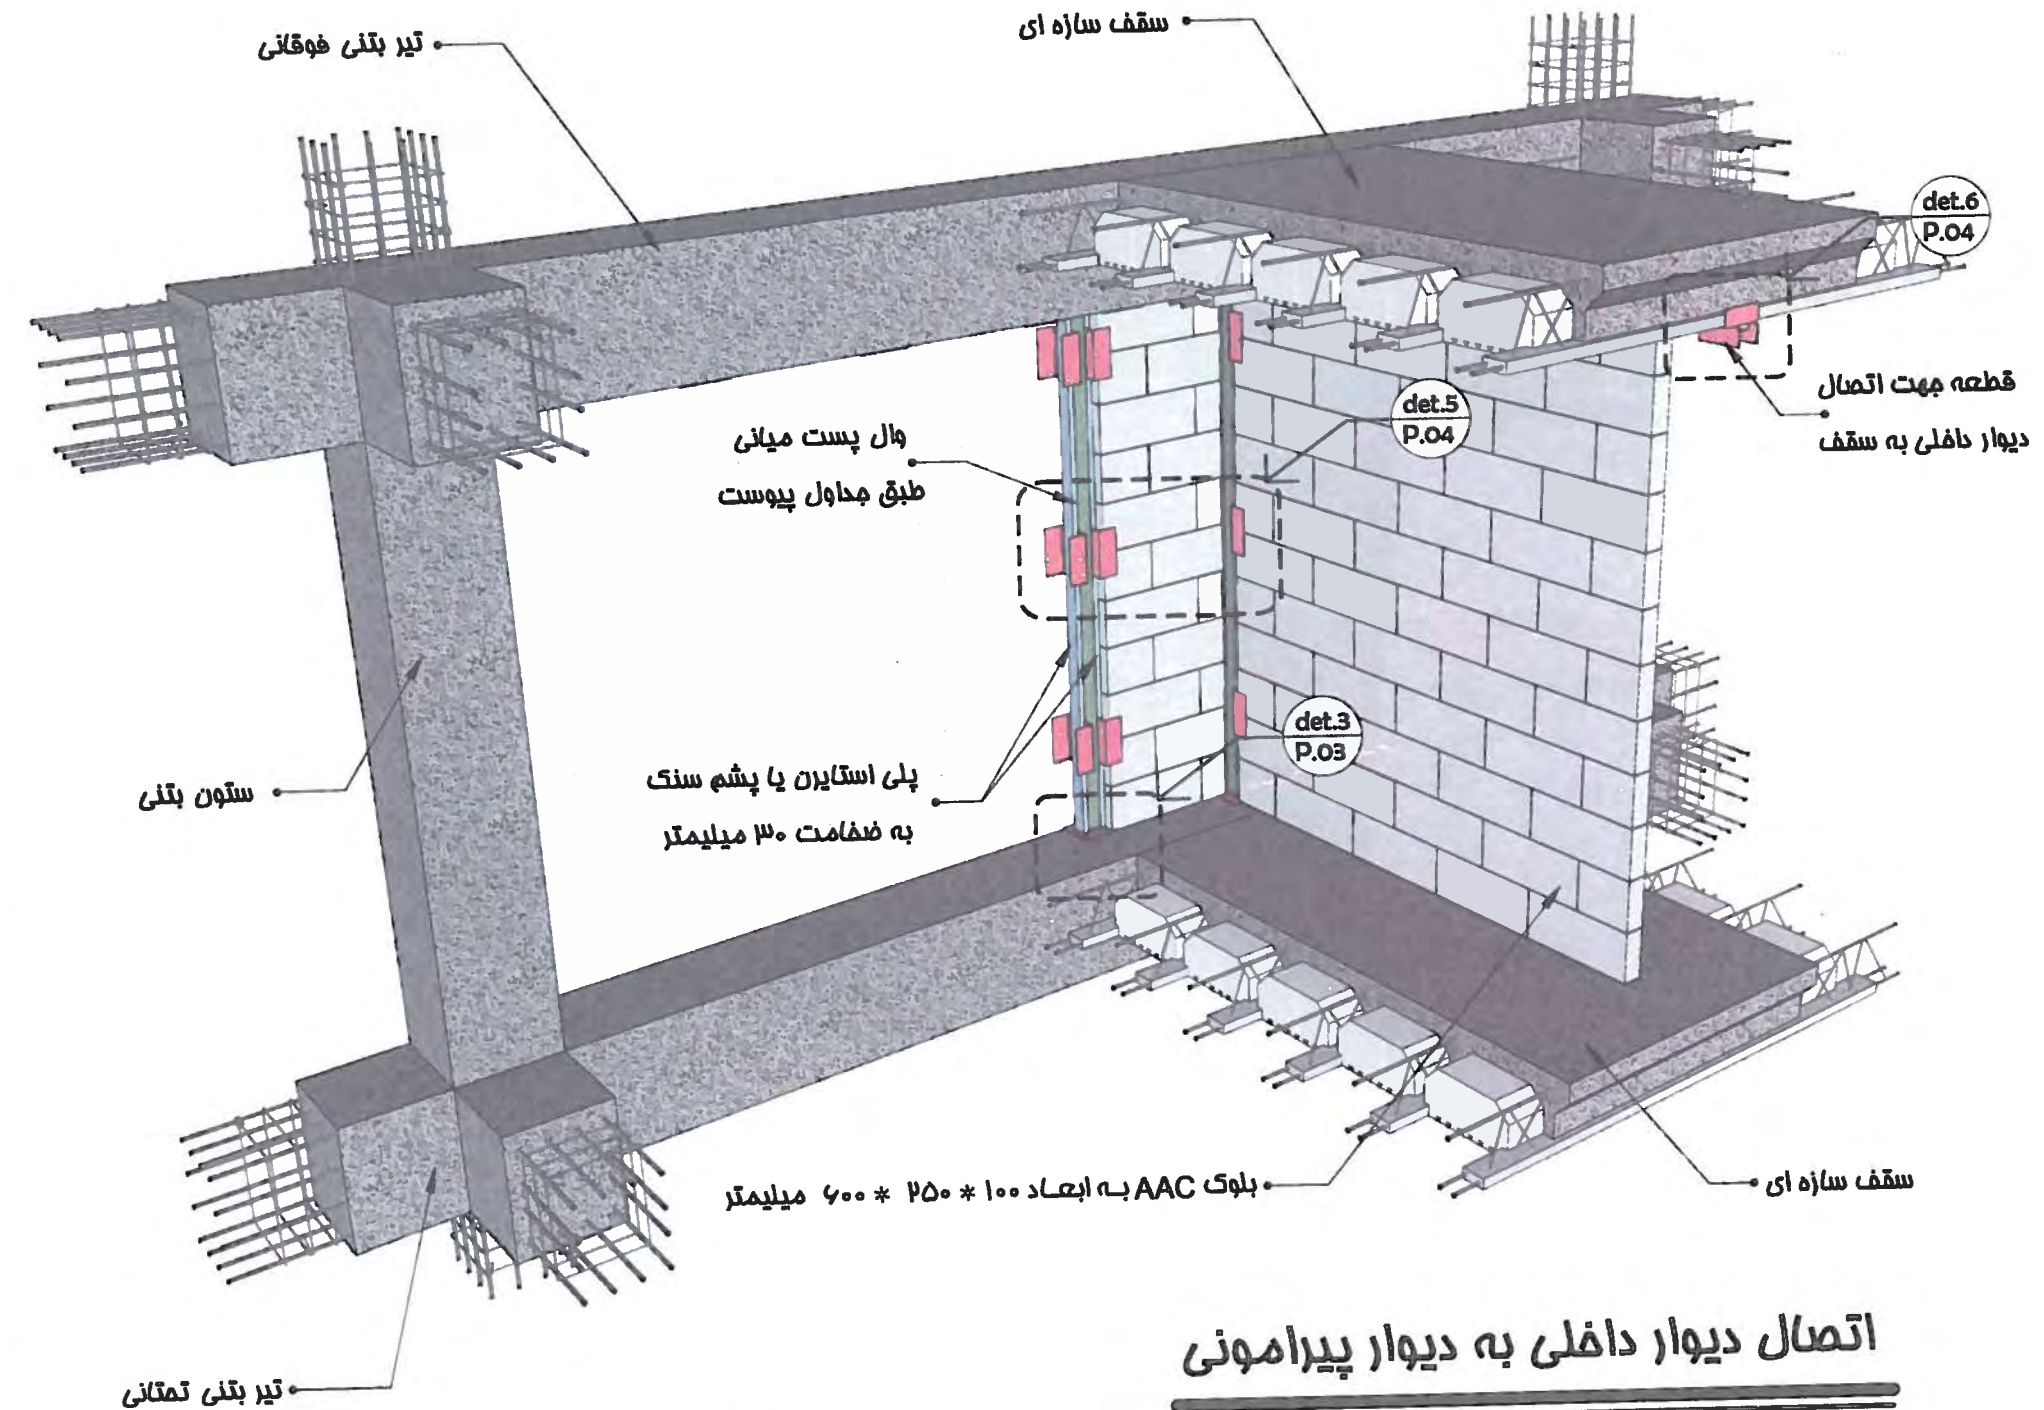 سقف سازه ای
تیر بتنی فوقانی
det.6
P.04
قطعه جهت اتصال
دیوار داخلی به سقف
det.5
P.04
وال پست میانی
طبق جداول پیوست
det.3
P.03
پلی استایرن یا پشم سنگ
به ضخامت ۳۰ میلیمتر
ستون بتنی
بلوک AAC به ابعاد ۱۰۰ * ۲۵۰ * ۶۰۰ میلیمتر
سقف سازه ای
اتصال دیوار داخلی به دیوار پیرامونی
تیر بتنی تحتانی